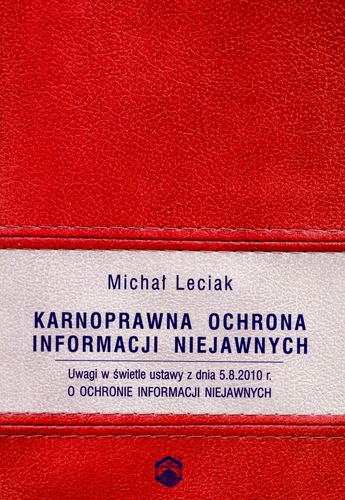 Michał Leciak
KARNOPRAWNA OCHRONA
INFORMACJI NIEJAWNYCH
Uwagi w świetle ustawy z dnia 5.8.2010 r.
O OCHRONIE INFORMACJI NIEJAWNYCH